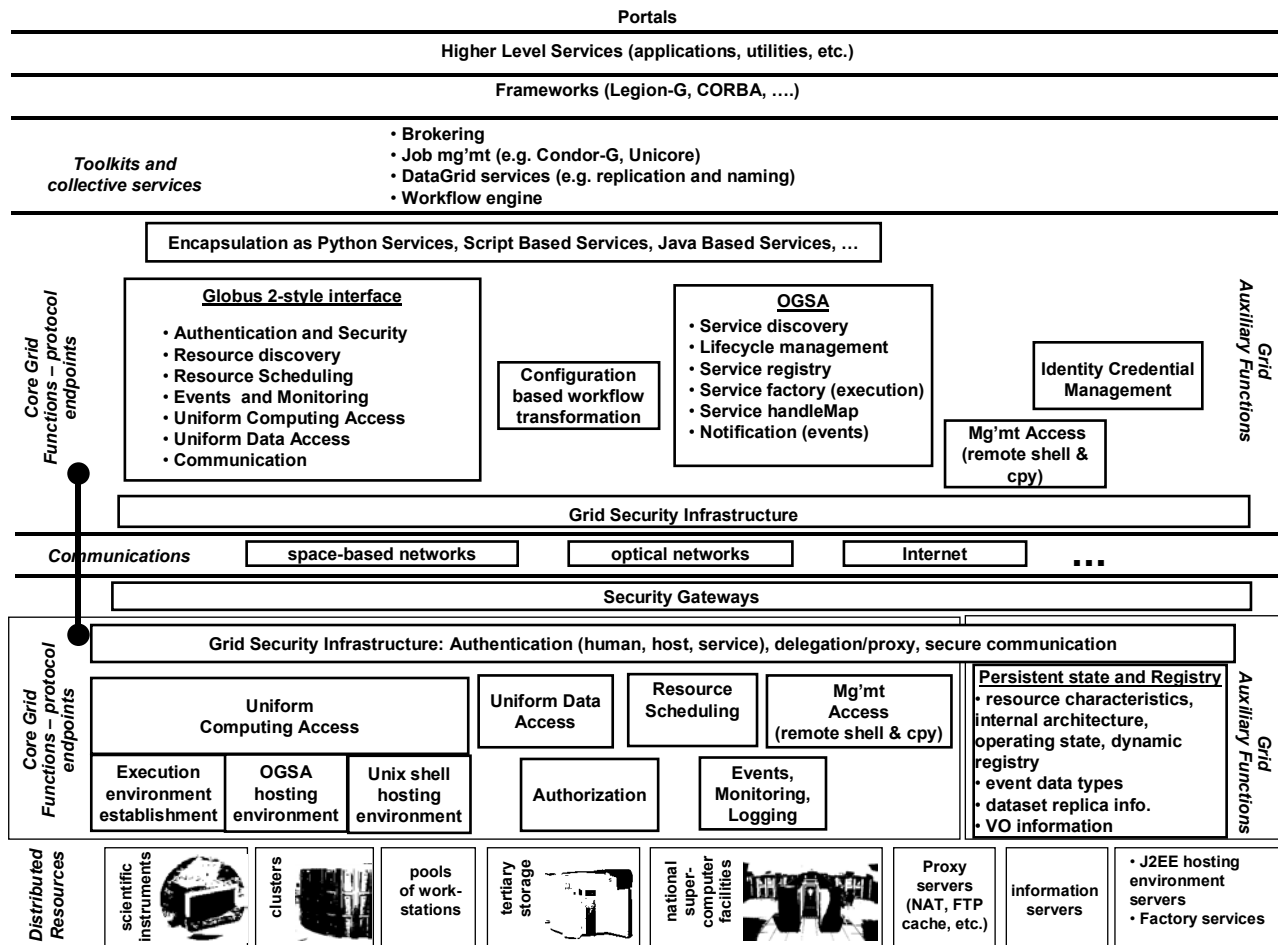 Portals
Higher Level Services (applications, utilities, etc.)
Frameworks (Legion-G, CORBA, ….)
Toolkits and
collective services
• Brokering
• Job mg’mt (e.g. Condor-G, Unicore)
• DataGrid services (e.g. replication and naming)
• Workflow engine
Encapsulation as Python Services, Script Based Services, Java Based Services, …
Core Grid
Functions – protocol
endpoints
Globus 2-style interface
• Authentication and Security
• Resource discovery
• Resource Scheduling
• Events and Monitoring
• Uniform Computing Access
• Uniform Data Access
• Communication
Configuration
based workflow
transformation
OGSA
• Service discovery
• Lifecycle management
• Service registry
• Service factory (execution)
• Service handleMap
• Notification (events)
Mg’mt Access
(remote shell &
cpy)
Identity Credential
Management
Grid
Auxiliary Functions
Grid Security Infrastructure
Communications
space-based networks
optical networks
Internet
…
Security Gateways
Core Grid
Functions – protocol
endpoints
Grid Security Infrastructure: Authentication (human, host, service), delegation/proxy, secure communication
Uniform
Computing Access
Uniform Data
Access
Resource
Scheduling
Mg’mt
Access
(remote shell & cpy)
Execution
environment
establishment
OGSA
hosting
environment
Unix shell
hosting
environment
Authorization
Events,
Monitoring,
Logging
Persistent state and Registry
• resource characteristics,
internal architecture,
operating state, dynamic
registry
• event data types
• dataset replica info.
• VO information
Grid
Auxiliary Functions
Distributed
Resources
scientific
instruments
clusters
pools
of work-
stations
tertiary
storage
national
super-
computer
facilities
Proxy
servers
(NAT, FTP
cache, etc.)
information
servers
• J2EE hosting
environment
servers
• Factory services